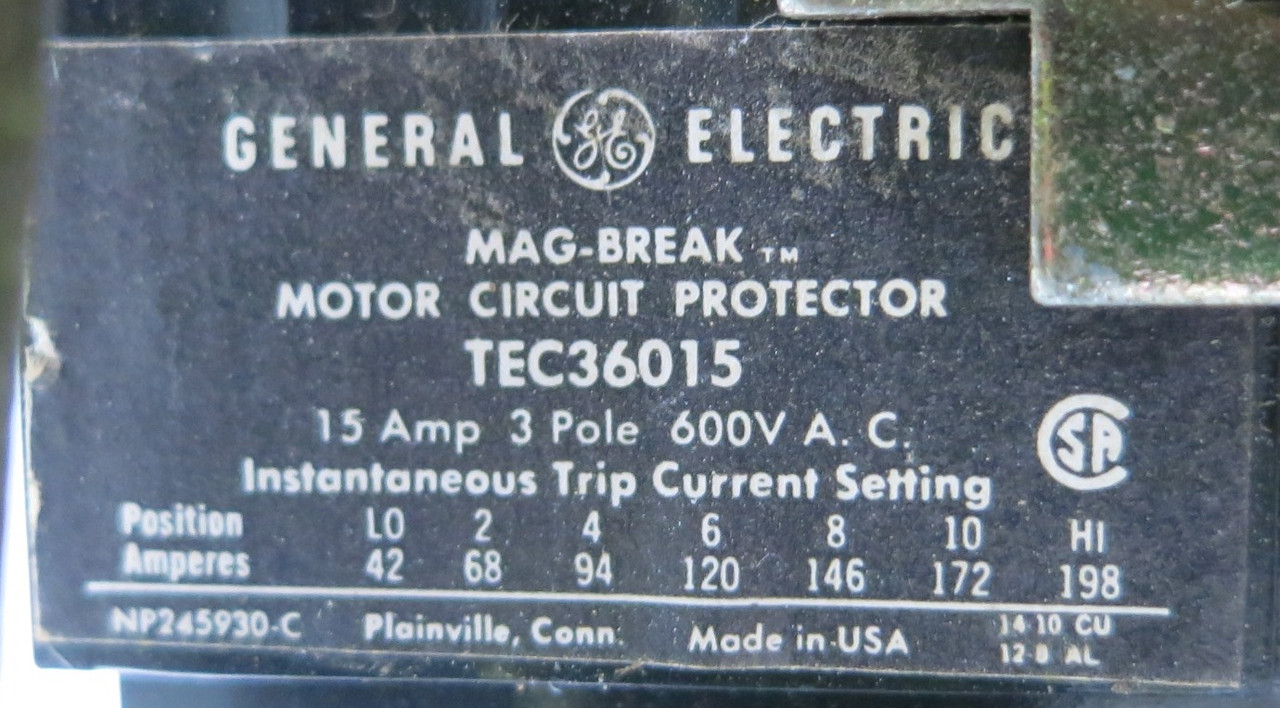 GENERAL GE ELECTRIC
MAG-BREAK TM
MOTOR CIRCUIT PROTECTOR
TEC36015
15 Amp 3 Pole 600V A. C.
SA
Instantaneous Trip Current Setting
Position LO 2 4 6 8 10 HI
Amperes 42 68 94 120 146 172 198
NP245930-C Plainville, Conn. Made in USA 14-10 CU
12-8 AL